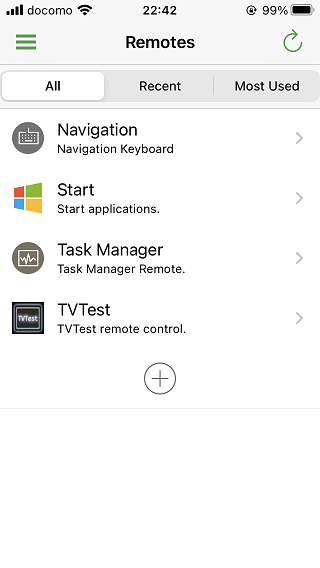 docomo 22:42 99%
Remotes
All Recent Most Used
Navigation
Navigation Keyboard
Start
Start applications.
Task Manager
Task Manager Remote.
TVTest
TVTest
TVTest remote control.